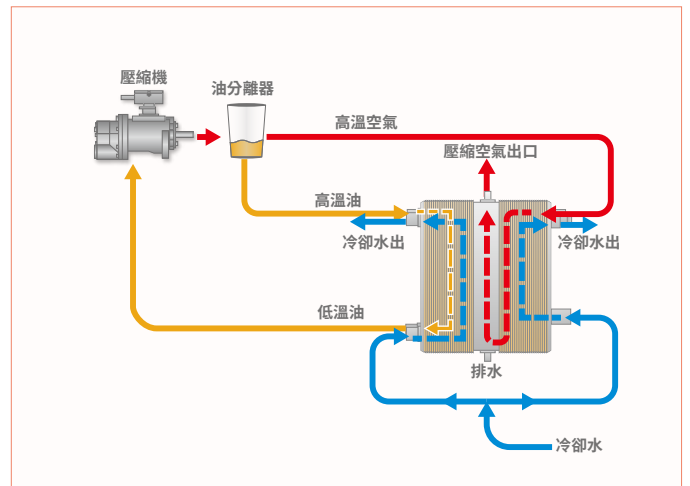 壓縮機
油分離器
高溫空氣
壓縮空氣出口
高溫油
冷卻水出
冷卻水出
低溫油
排水
冷卻水